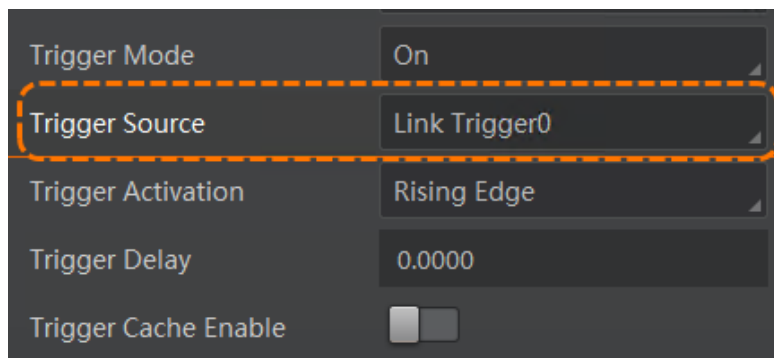 Trigger Mode On
Trigger Source Link Trigger0
Trigger Activation Rising Edge
Trigger Delay 0.0000
Trigger Cache Enable